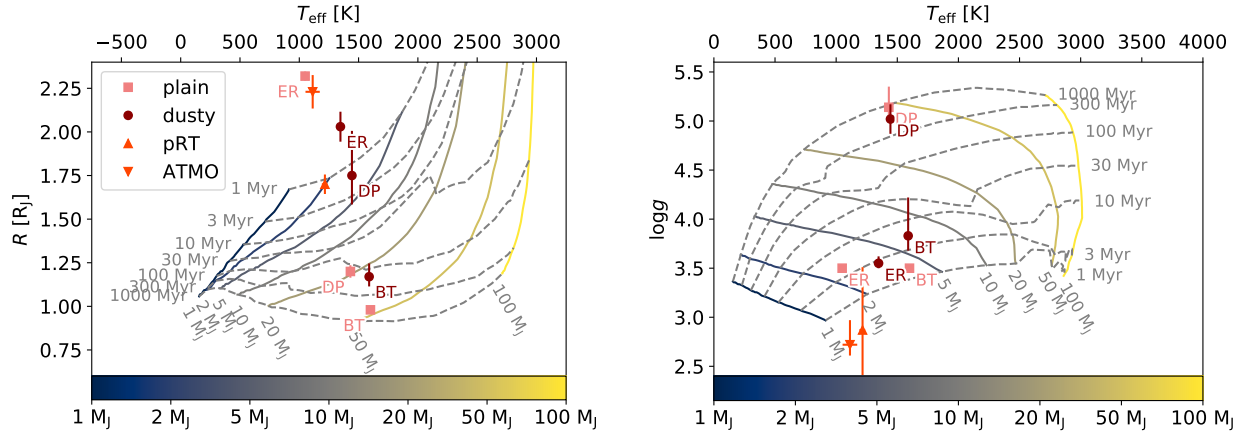 T_eff [K]
−500 0 500 1000 1500 2000 2500 3000
R [R_J]
2.25
2.00
1.75
1.50
1.25
1.00
0.75
plain
dusty
pRT
ATMO
ER
ER
DP
DP
BT
BT
1 Myr
3 Myr
10 Myr
30 Myr
100 Myr
300 Myr
1000 Myr
1 M_J
2 M_J
5 M_J
10 M_J
20 M_J
50 M_J
100 M_J
1 M_J 2 M_J 5 M_J 10 M_J 20 M_J 50 M_J 100 M_J
T_eff [K]
0 500 1000 1500 2000 2500 3000 3500 4000
logg
5.5
5.0
4.5
4.0
3.5
3.0
2.5
DP
DP
BT
ER
ER
BT
1000 Myr
300 Myr
100 Myr
30 Myr
10 Myr
3 Myr
1 Myr
1 M_J
2 M_J
5 M_J
10 M_J
20 M_J
50 M_J
100 M_J
1 M_J 2 M_J 5 M_J 10 M_J 20 M_J 50 M_J 100 M_J